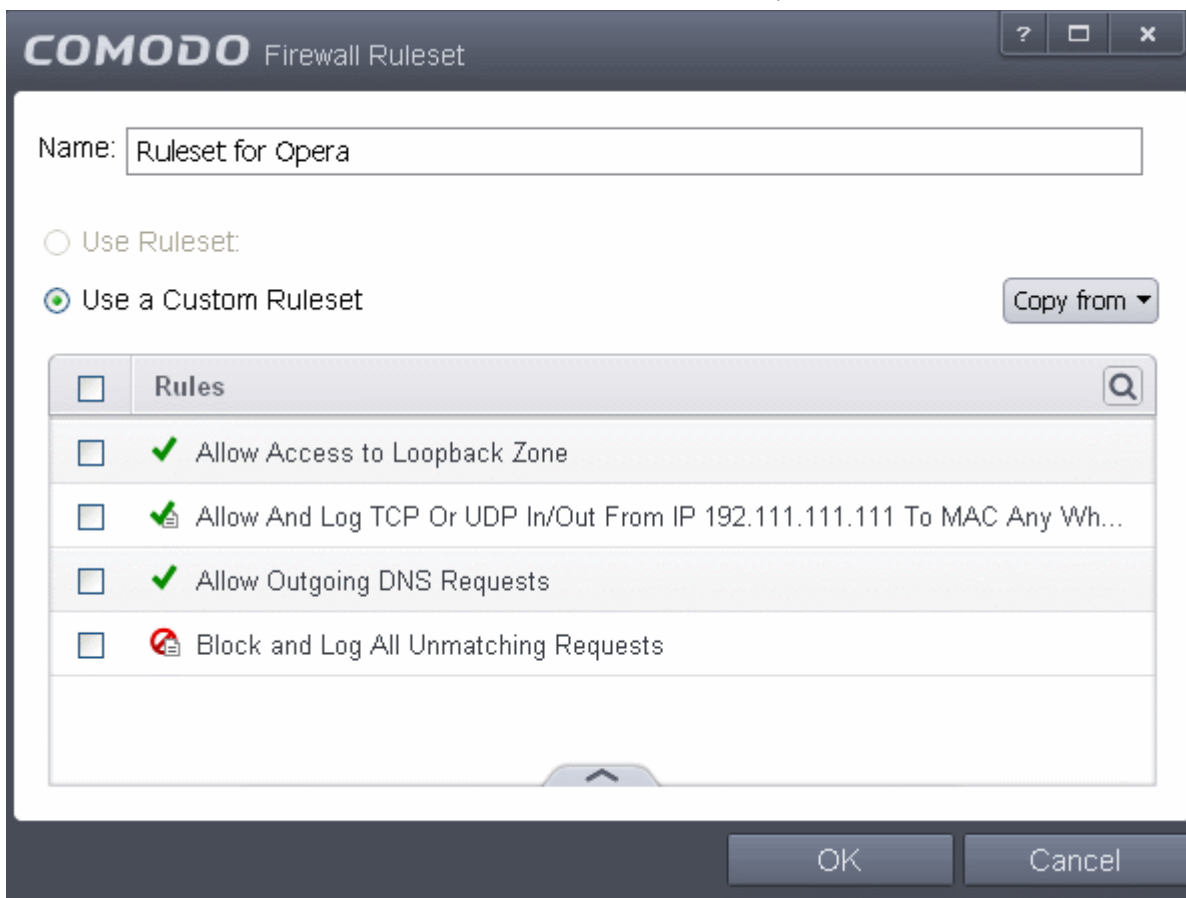 COMODO Firewall Ruleset
?
x
Name: Ruleset for Opera
Use Ruleset:
Use a Custom Ruleset
Copy from
Rules
Allow Access to Loopback Zone
Allow And Log TCP Or UDP In/Out From IP 192.111.111.111 To MAC Any Wh...
Allow Outgoing DNS Requests
Block and Log All Unmatching Requests
OK
Cancel